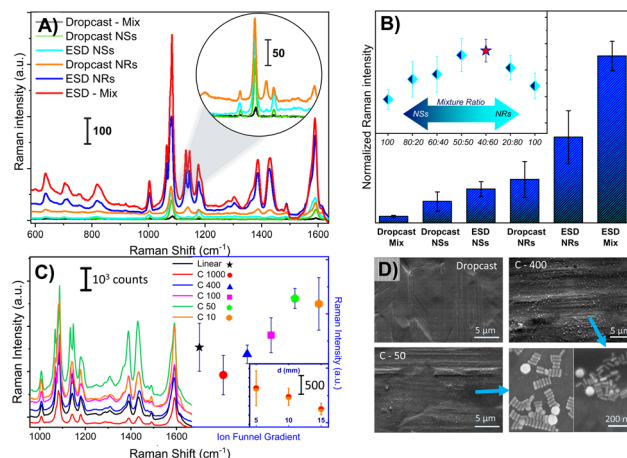 A)
Dropcast - Mix
Dropcast NSs
ESD NSs
Dropcast NRs
ESD NRs
ESD - Mix
50
100
Raman intensity (a.u.)
600 800 1000 1200 1400 1600
Raman Shift (cm⁻¹)
B)
Normalized Raman intensity
Mixture Ratio
NSs NRs
100 80:20 60:40 50:50 40:60 20:80 100
Dropcast Mix
Dropcast NSs
ESD NSs
Dropcast NRs
ESD NRs
ESD Mix
C)
10³ counts
Linear
C 1000
C 400
C 100
C 50
C 10
Raman Intensity (a.u.)
Raman Intensity (a.u.)
d (mm)
500
5 10 15
1000 1200 1400 1600
Ion Funnel Gradient
Raman Shift (cm⁻¹)
D)
Dropcast
5 µm
C - 400
5 µm
C - 50
5 µm